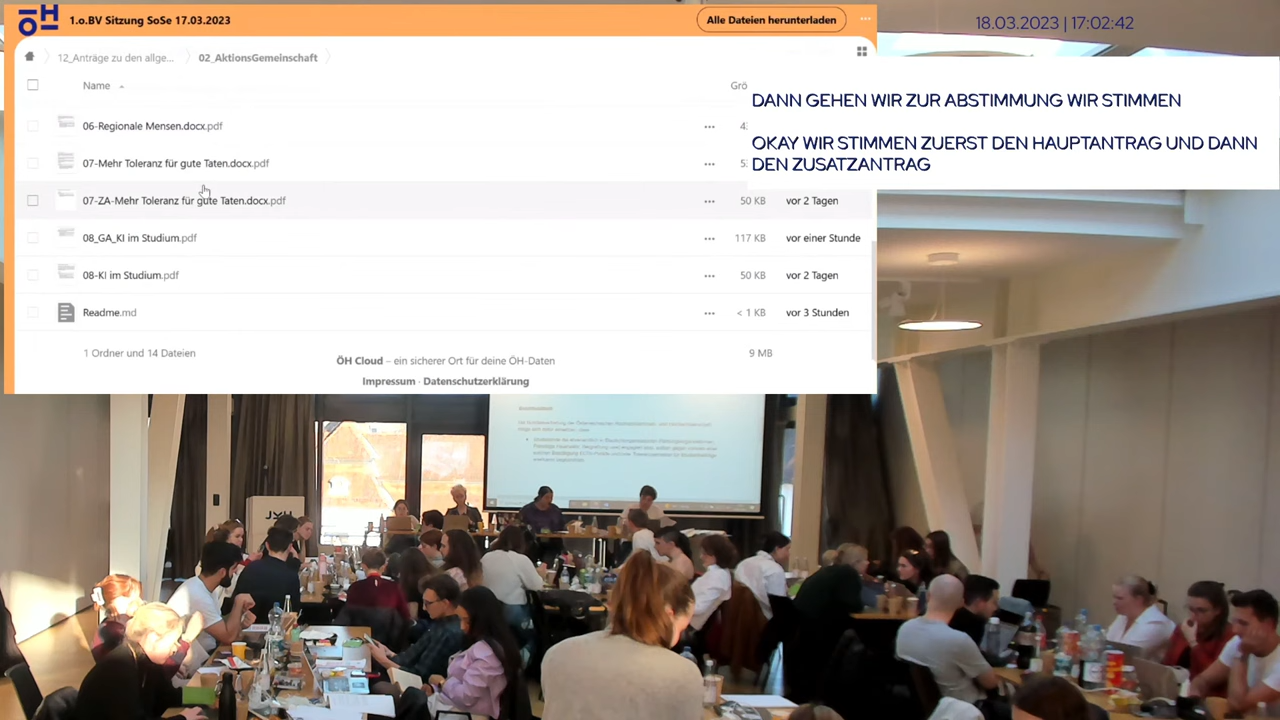 ŌH
1.o.BV Sitzung SoSe 17.03.2023
Alle Dateien herunterladen
18.03.2023 | 17:02:42
12_Anträge zu den allge...
02_AktionsGemeinschaft
Name
Grö
DANN GEHEN WIR ZUR ABSTIMMUNG WIR STIMMEN
06-Regionale Mensen.docx.pdf
OKAY WIR STIMMEN ZUERST DEN HAUPTANTRAG UND DANN
DEN ZUSATZANTRAG
07-Mehr Toleranz für gute Taten.docx.pdf
07-ZA-Mehr Toleranz für gute Taten.docx.pdf
50 KB
vor 2 Tagen
08_GA_KI im Studium.pdf
117 KB
vor einer Stunde
08-KI im Studium.pdf
50 KB
vor 2 Tagen
Readme.md
< 1 KB
vor 3 Stunden
1 Ordner und 14 Dateien
9 MB
ÖH Cloud – ein sicherer Ort für deine ÖH-Daten
Impressum · Datenschutzerklärung